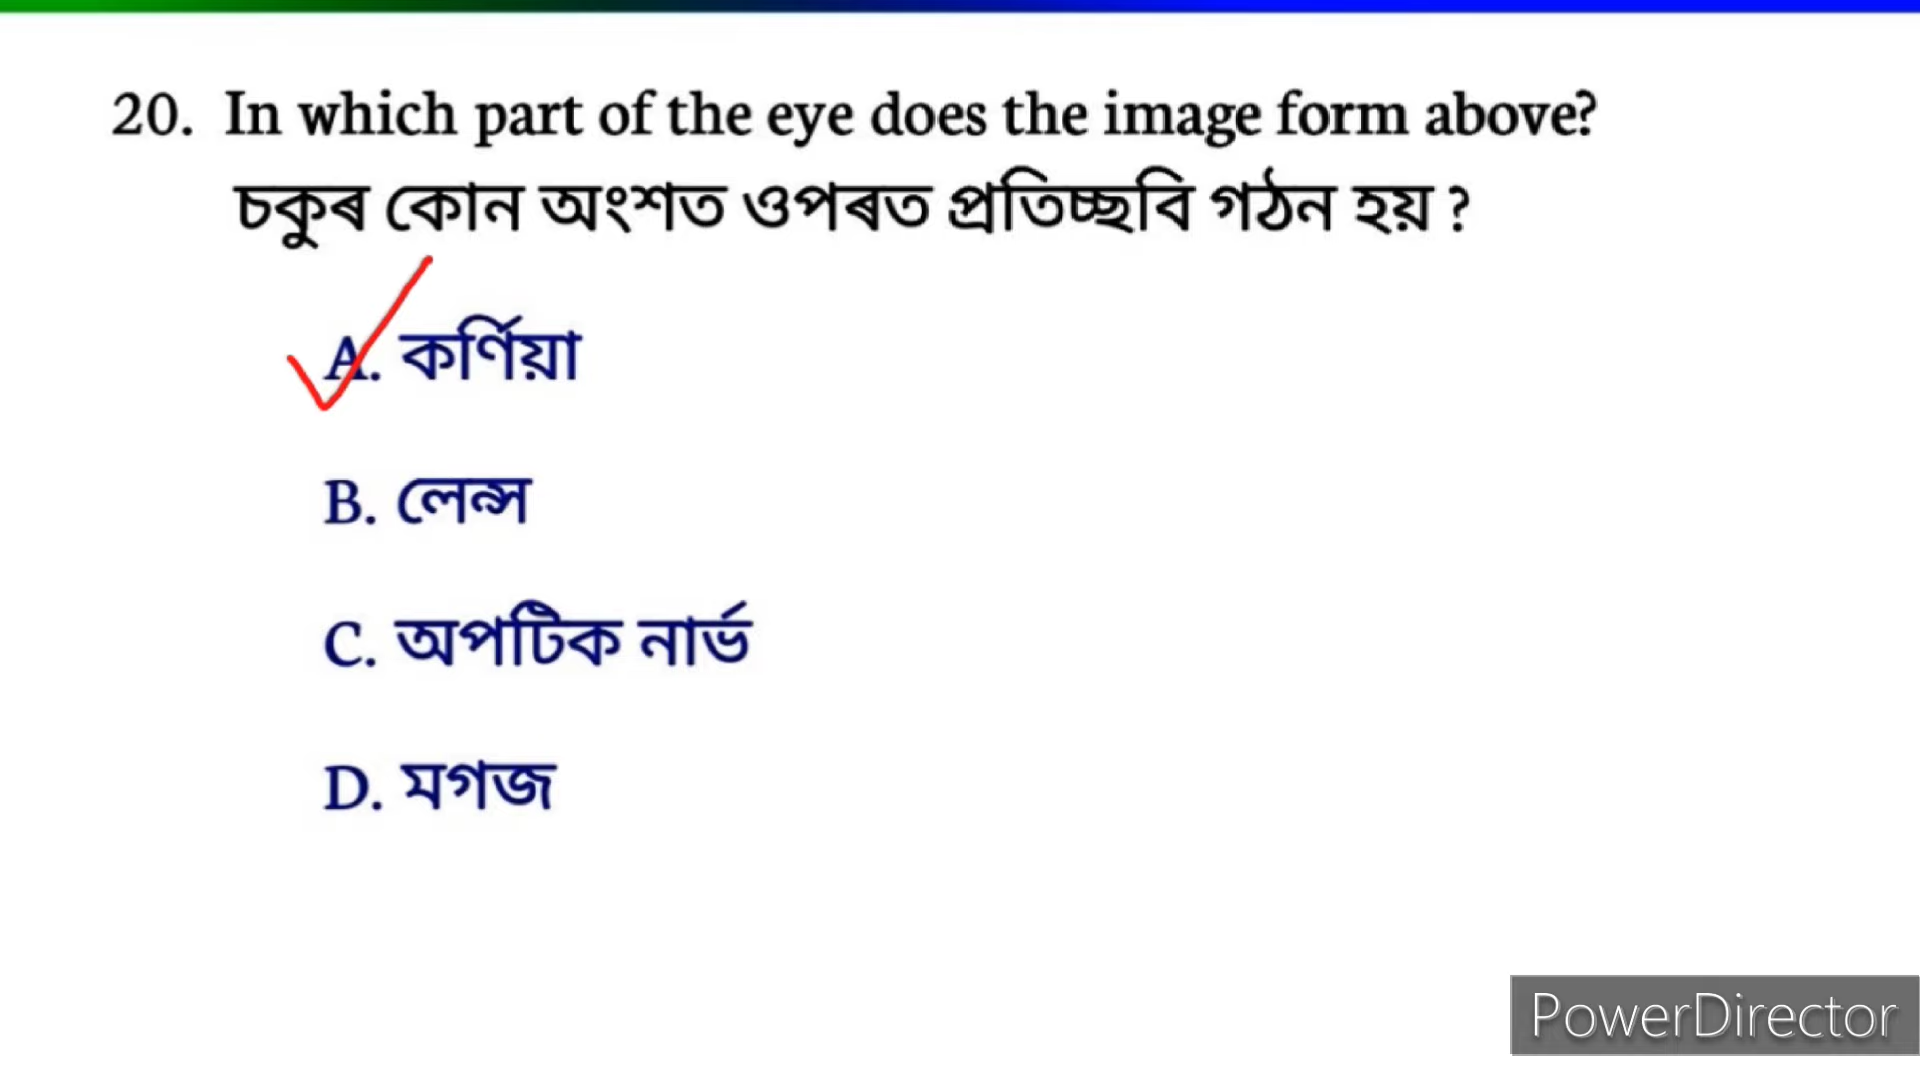 20. In which part of the eye does the image form above?
চকুৰ কোন অংশত ওপৰত প্ৰতিচ্ছবি গঠন হয় ?
A. কৰ্ণিয়া
B. লেন্স
C. অপটিক নাৰ্ভ
D. মগজ
PowerDirector